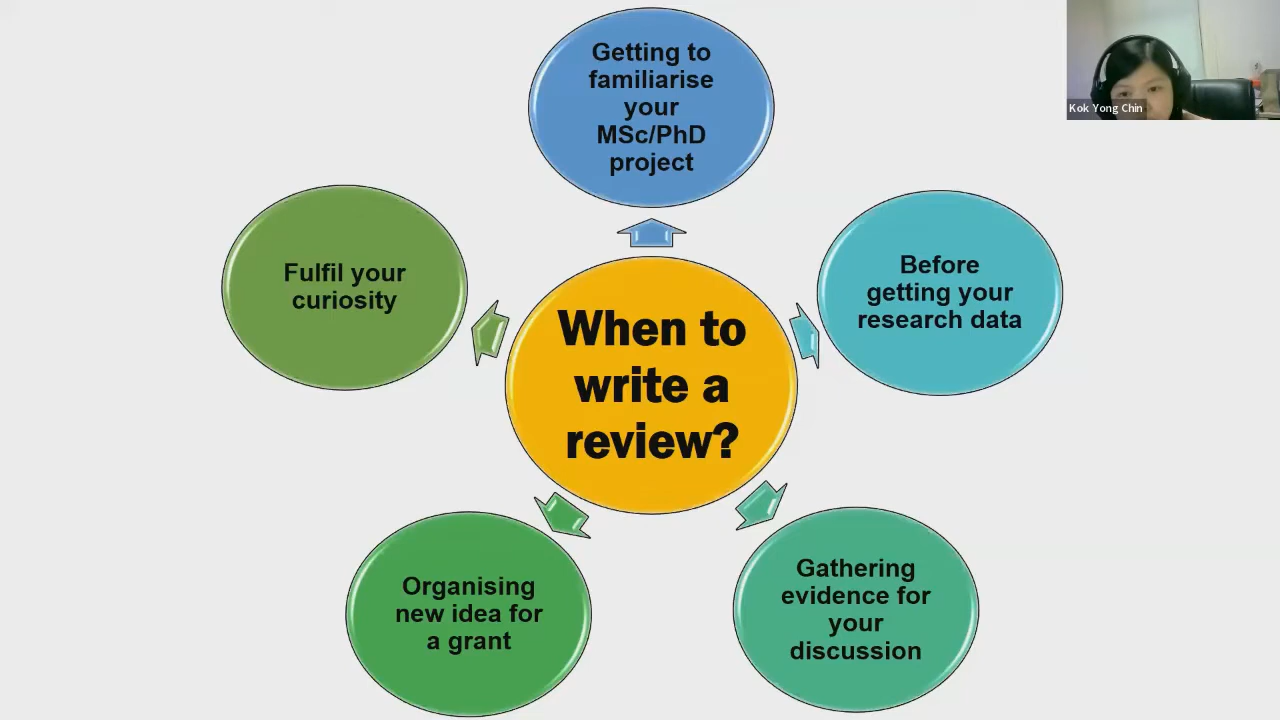 Getting to
familiarise
your
MSc/PhD
project
Kok Yong Chin
Fulfil your
curiosity
When to
write a
review?
Before
getting your
research data
Organising
new idea for
a grant
Gathering
evidence for
your
discussion